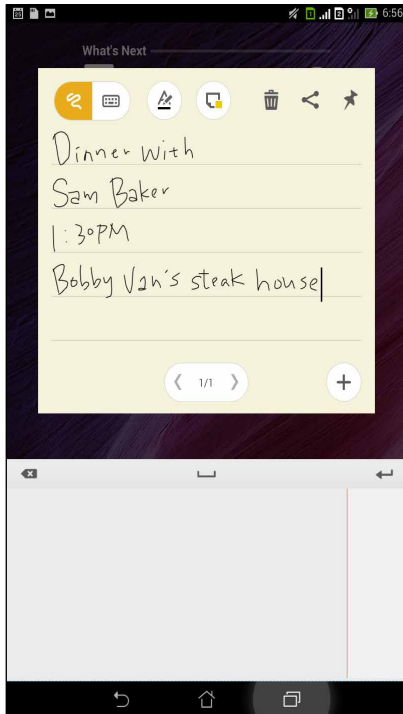 6:56
What's Next
Dinner with
Sam Baker
1:30PM
Bobby Van's steak house
1/1